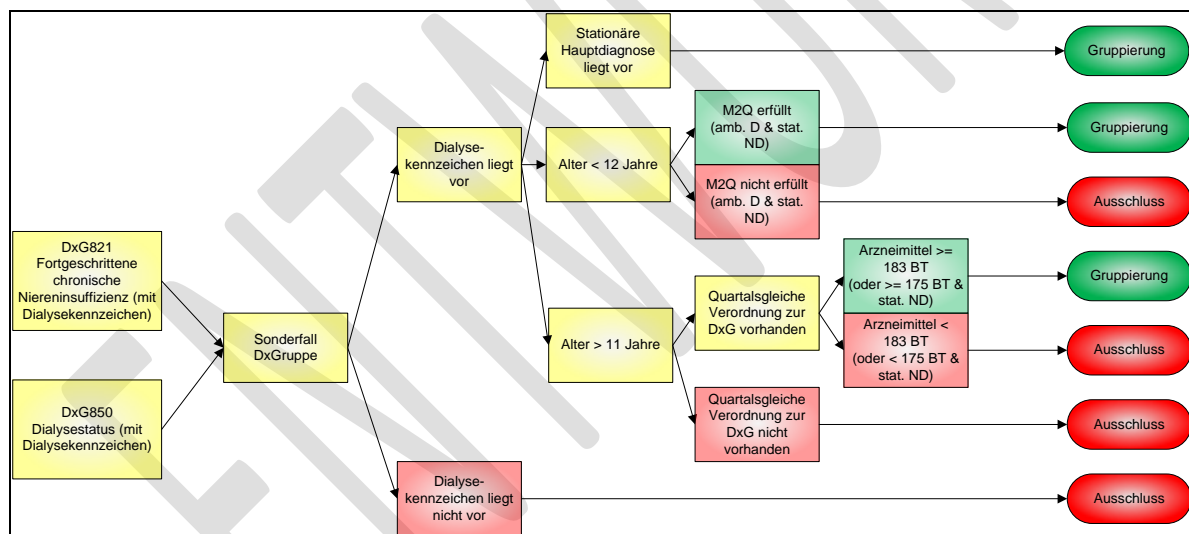 Stationäre
Hauptdiagnose
liegt vor
Gruppierung
M2Q erfüllt
(amb. D & stat.
ND)
Gruppierung
Dialyse-
kennzeichen liegt
vor
Alter < 12 Jahre
M2Q nicht erfüllt
(amb. D & stat.
ND)
Ausschluss
DxG821
Fortgeschrittene
chronische
Niereninsuffizienz (mit
Dialysekennzeichen)
Arzneimittel >=
183 BT
(oder >= 175 BT &
stat. ND)
Gruppierung
Quartalsgleiche
Verordnung zur
DxG vorhanden
Sonderfall
DxGruppe
Alter > 11 Jahre
Arzneimittel <
183 BT
(oder < 175 BT &
stat. ND)
Ausschluss
DxG850
Dialysestatus (mit
Dialysekennzeichen)
Quartalsgleiche
Verordnung zur
DxG nicht
vorhanden
Ausschluss
Dialyse-
kennzeichen liegt
nicht vor
Ausschluss
ENTWURF